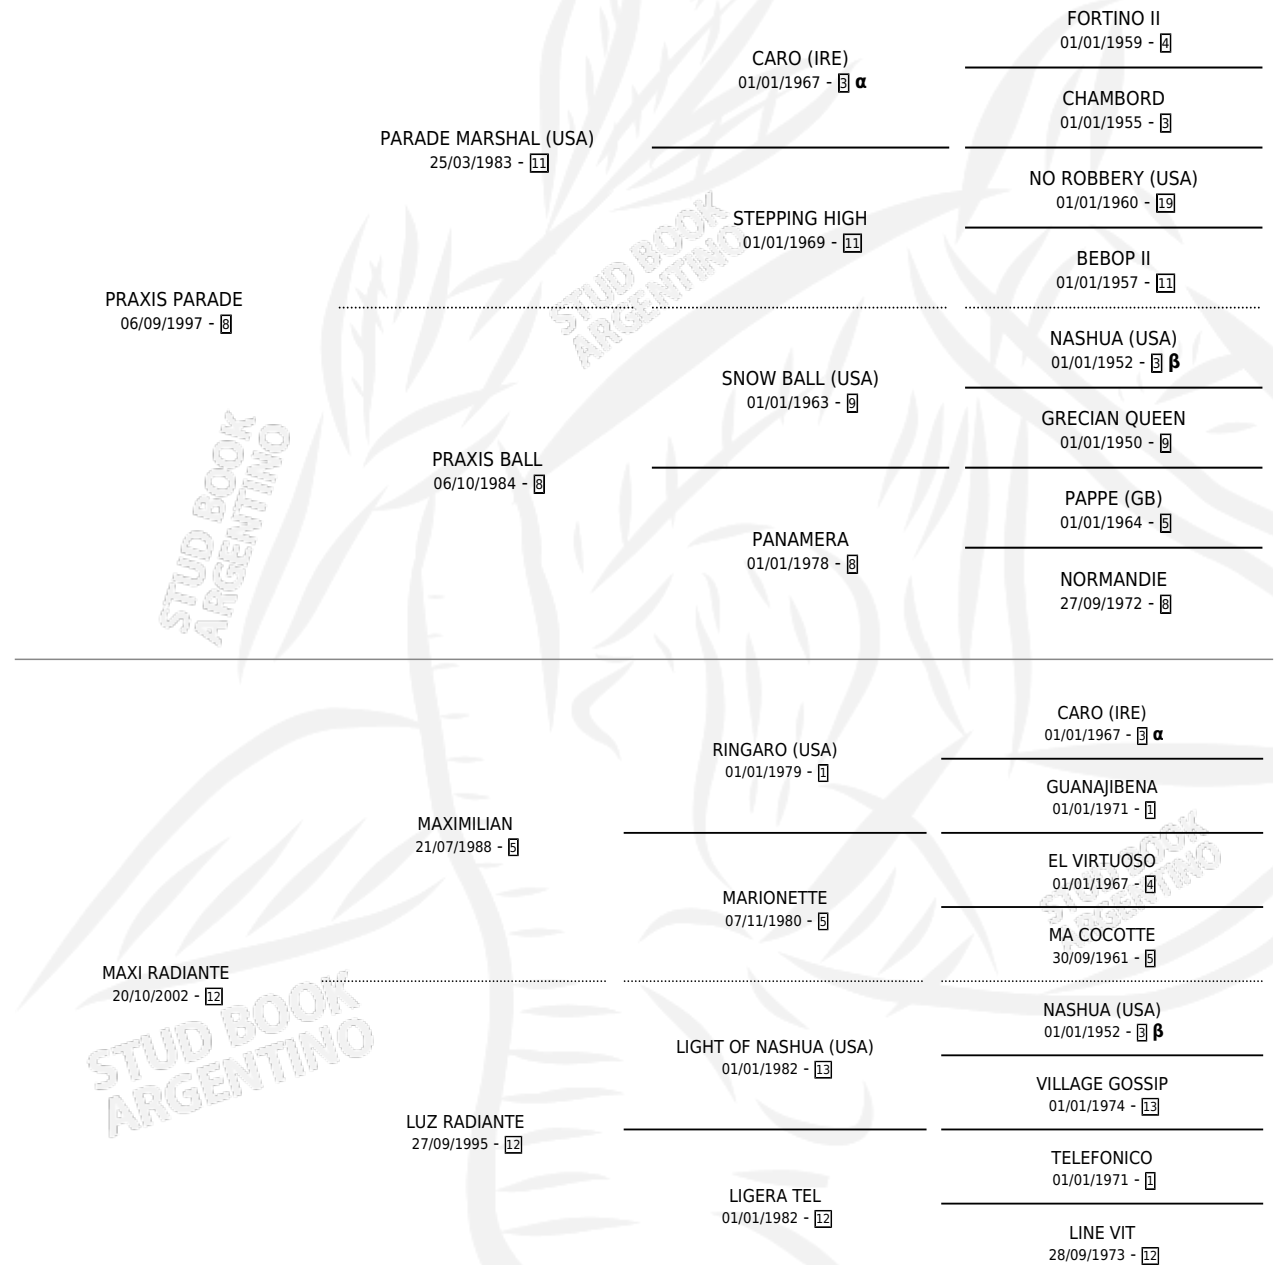 FORTINO II
01/01/1959 - 4
CARO (IRE)
01/01/1967 - 3 α
CHAMBORD
01/01/1955 - 3
PARADE MARSHAL (USA)
25/03/1983 - 11
NO ROBBERY (USA)
01/01/1960 - 19
STEPPING HIGH
01/01/1969 - 11
BEBOP II
01/01/1957 - 11
PRAXIS PARADE
06/09/1997 - 8
NASHUA (USA)
01/01/1952 - 3 β
SNOW BALL (USA)
01/01/1963 - 9
GRECIAN QUEEN
01/01/1950 - 9
PRAXIS BALL
06/10/1984 - 8
PAPPE (GB)
01/01/1964 - 5
PANAMERA
01/01/1978 - 8
NORMANDIE
27/09/1972 - 8
CARO (IRE)
01/01/1967 - 3 α
RINGARO (USA)
01/01/1979 - 1
GUANAJIBENA
01/01/1971 - 1
MAXIMILIAN
21/07/1988 - 5
EL VIRTUOSO
01/01/1967 - 4
MARIONETTE
07/11/1980 - 5
MA COCOTTE
30/09/1961 - 5
MAXI RADIANTE
20/10/2002 - 12
NASHUA (USA)
01/01/1952 - 3 β
LIGHT OF NASHUA (USA)
01/01/1982 - 13
VILLAGE GOSSIP
01/01/1974 - 13
LUZ RADIANTE
27/09/1995 - 12
TELEFONICO
01/01/1971 - 1
LIGERA TEL
01/01/1982 - 12
LINE VIT
28/09/1973 - 12
STUD BOOK
ARGENTINO
STUD BOOK
ARGENTINO
STUD BOOK
ARGENTINO
STUD BOOK
ARGENTINO